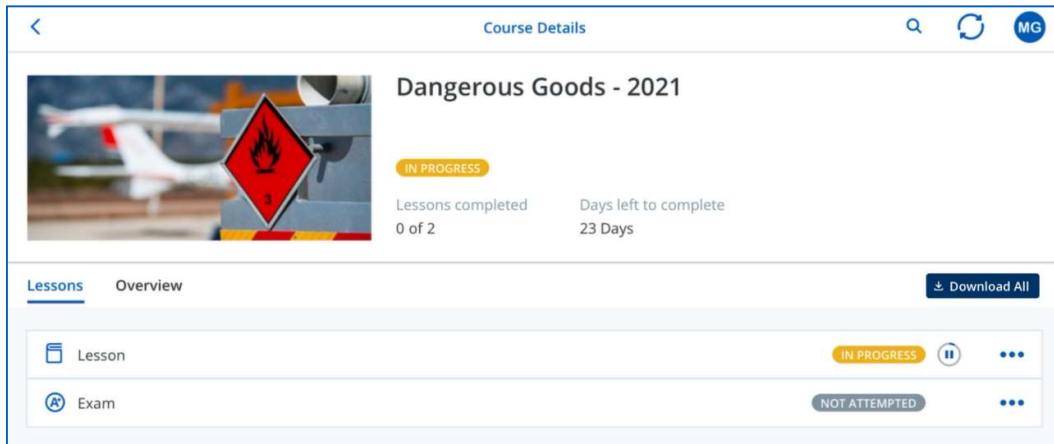 Course Details
MG
Dangerous Goods - 2021
3
IN PROGRESS
Lessons completed
Days left to complete
0 of 2
23 Days
Lessons
Overview
Download All
Lesson
IN PROGRESS
Exam
NOT ATTEMPTED